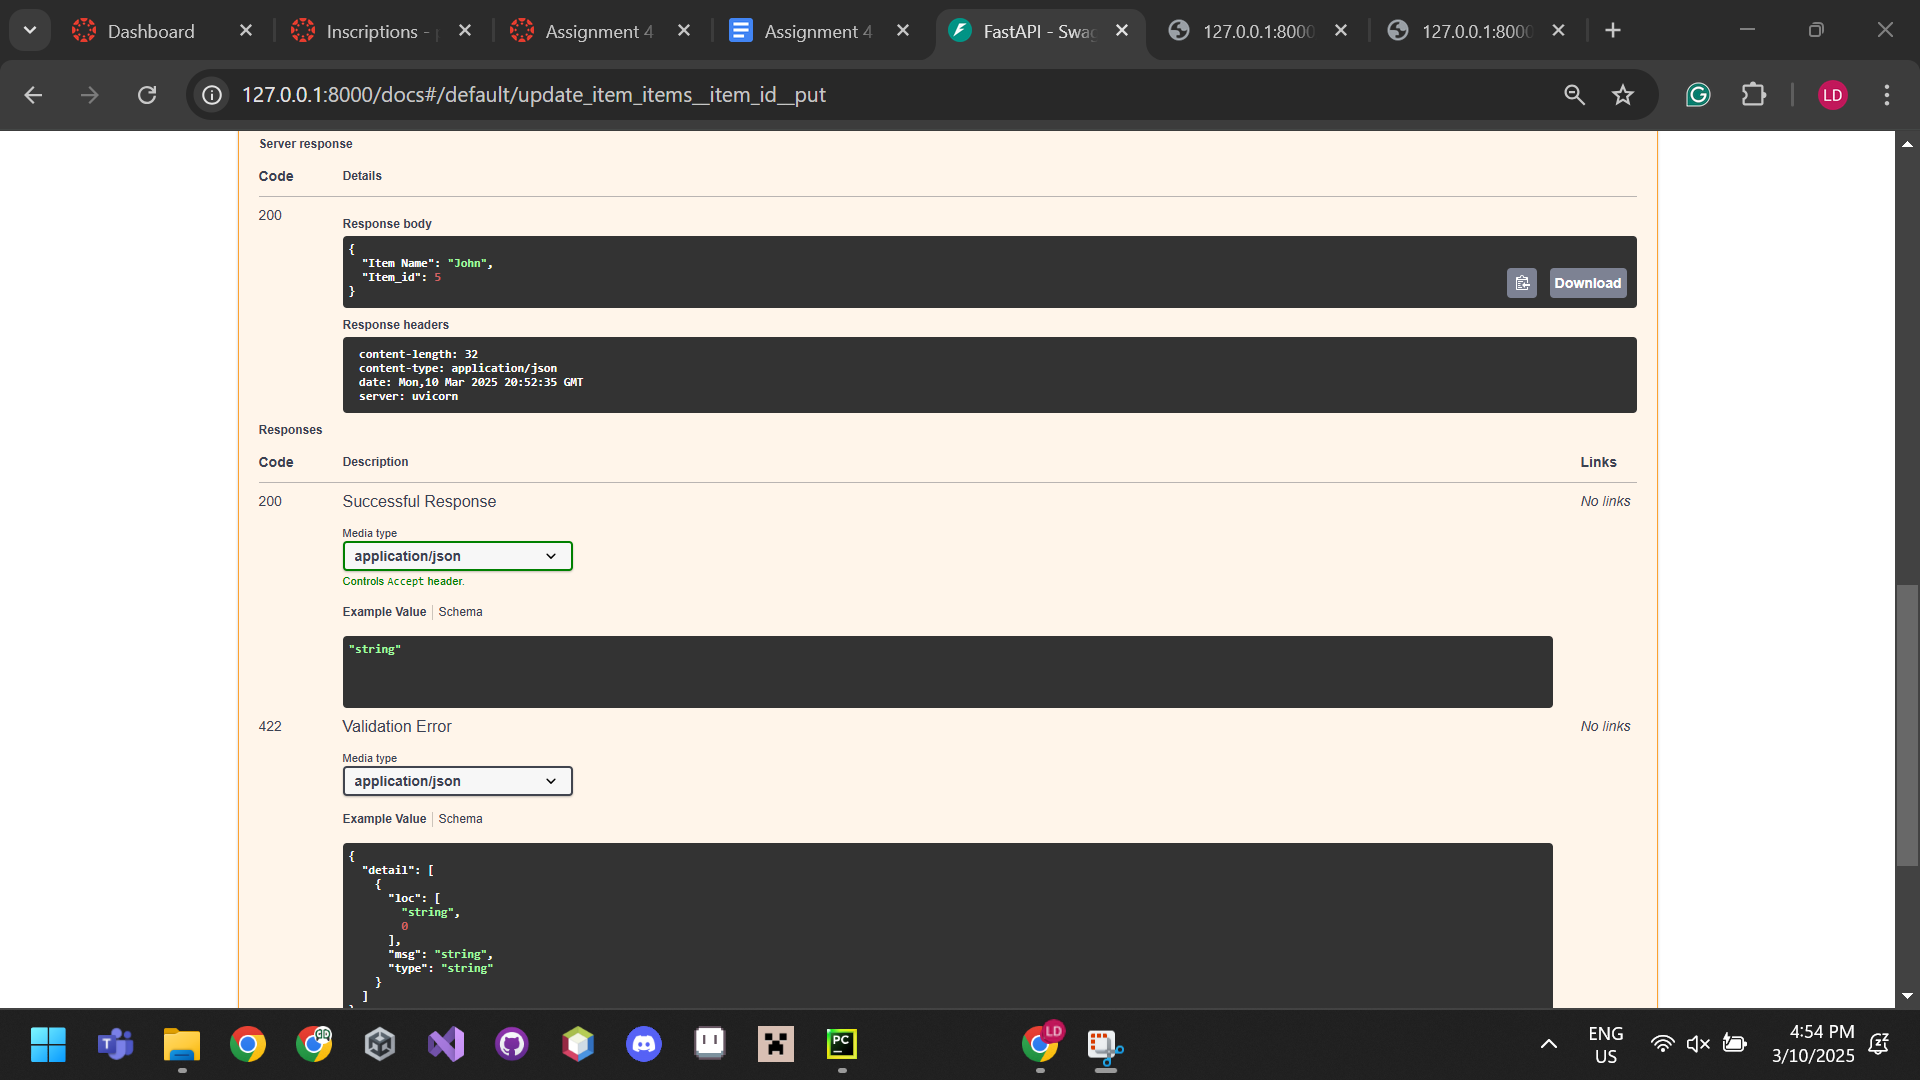 Dashboard
Inscriptions -
Assignment 4
Assignment 4
FastAPI - Swag
127.0.0.1:8000
127.0.0.1:8000
127.0.0.1:8000/docs#/default/update_item_items__item_id__put
LD
Server response
Code Details
200
Response body
{
"Item Name": "John",
"Item_id": 5
}
Download
Response headers
content-length: 32
content-type: application/json
date: Mon,10 Mar 2025 20:52:35 GMT
server: uvicorn
Responses
Code Description Links
200 Successful Response No links
Media type
application/json
Controls Accept header.
Example Value Schema
"string"
422 Validation Error No links
Media type
application/json
Example Value Schema
{
"detail": [
{
"loc": [
"string",
0
],
"msg": "string",
"type": "string"
}
]
T
PC
LD
ENG
US
4:54 PM
3/10/2025